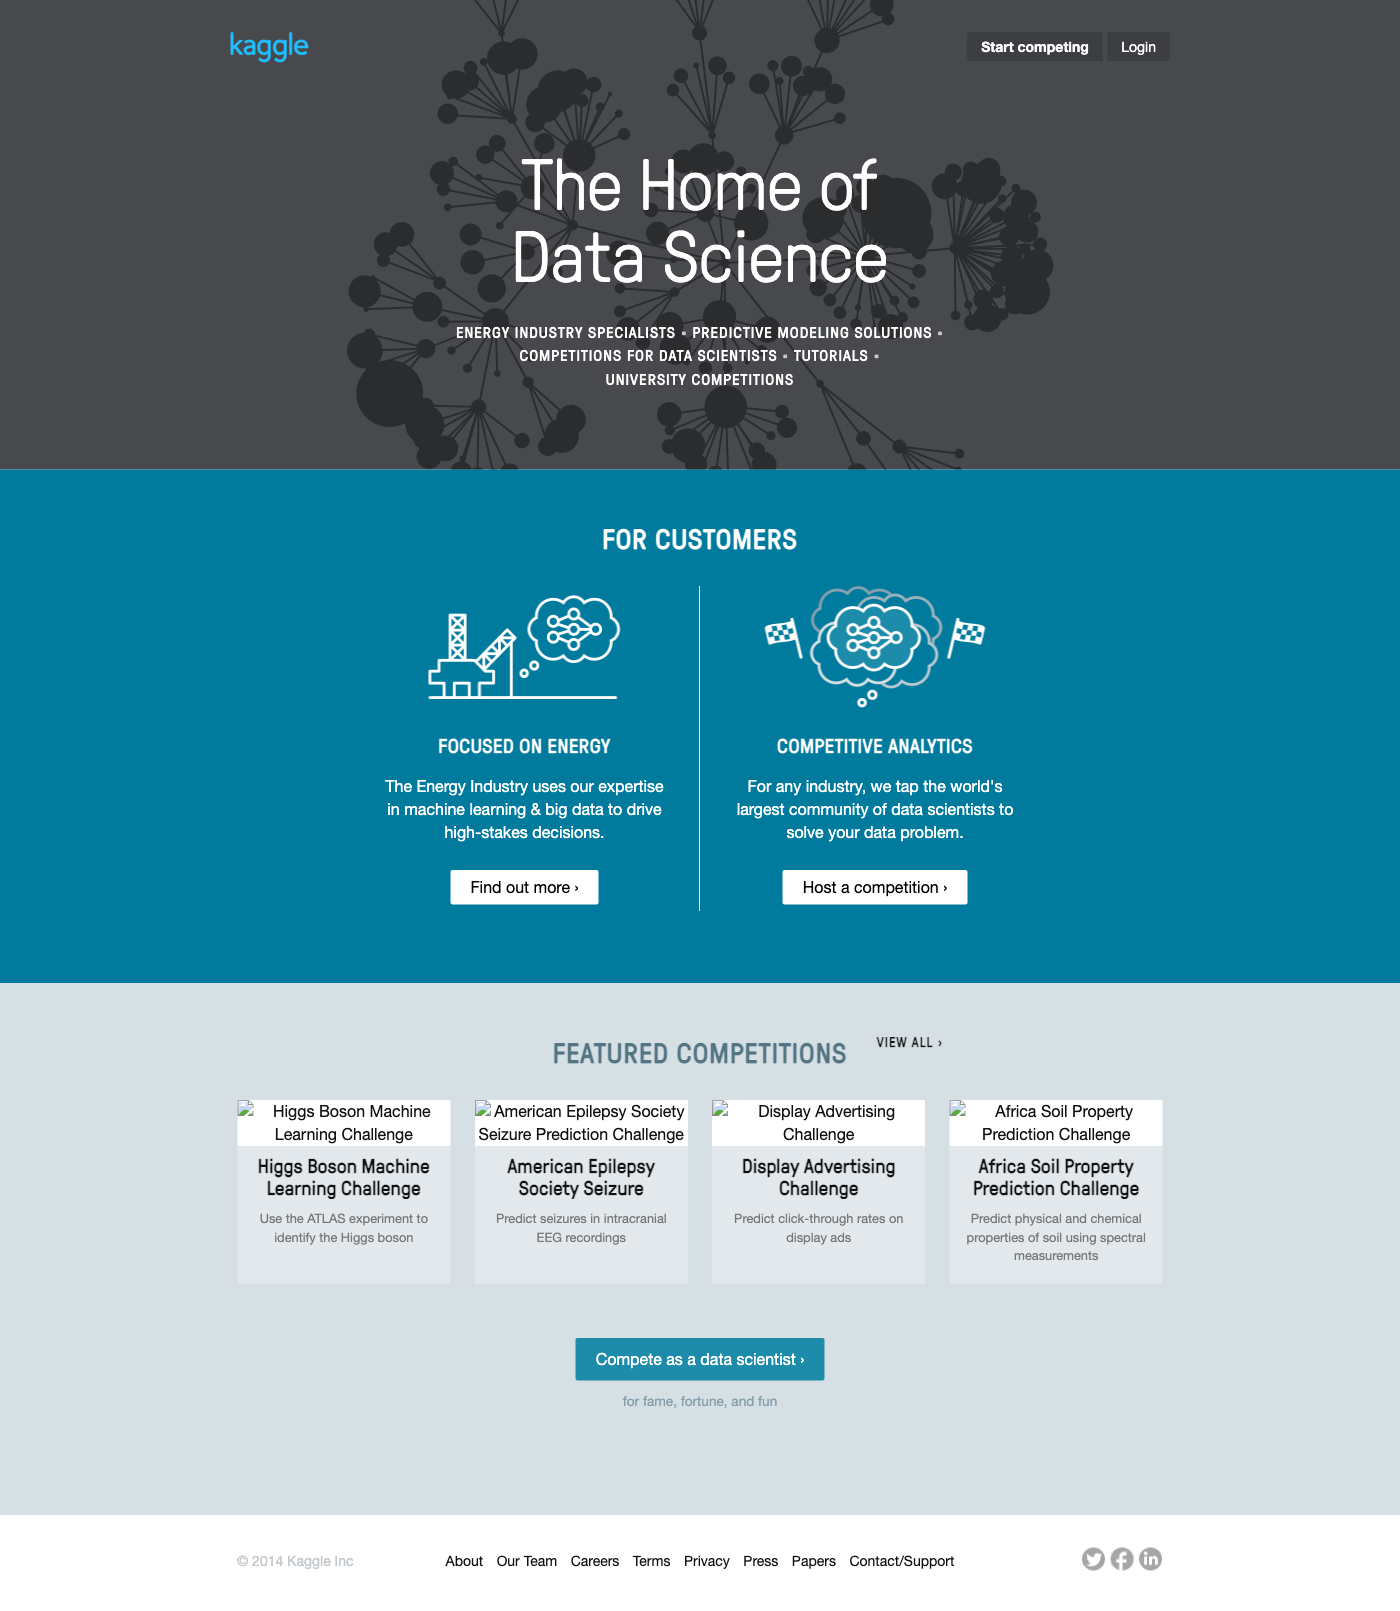 kaggle
Start competing
Login
The Home of
Data Science
ENERGY INDUSTRY SPECIALISTS • PREDICTIVE MODELING SOLUTIONS •
COMPETITIONS FOR DATA SCIENTISTS • TUTORIALS •
UNIVERSITY COMPETITIONS
FOR CUSTOMERS
FOCUSED ON ENERGY
The Energy Industry uses our expertise
in machine learning & big data to drive
high-stakes decisions.
Find out more ›
COMPETITIVE ANALYTICS
For any industry, we tap the world's
largest community of data scientists to
solve your data problem.
Host a competition ›
FEATURED COMPETITIONS
VIEW ALL ›
Higgs Boson Machine
Learning Challenge
Higgs Boson Machine
Learning Challenge
Use the ATLAS experiment to
identify the Higgs boson
American Epilepsy Society
Seizure Prediction Challenge
American Epilepsy
Society Seizure
Predict seizures in intracranial
EEG recordings
Display Advertising
Challenge
Display Advertising
Challenge
Predict click-through rates on
display ads
Africa Soil Property
Prediction Challenge
Africa Soil Property
Prediction Challenge
Predict physical and chemical
properties of soil using spectral
measurements
Compete as a data scientist ›
for fame, fortune, and fun
© 2014 Kaggle Inc
About Our Team Careers Terms Privacy Press Papers Contact/Support